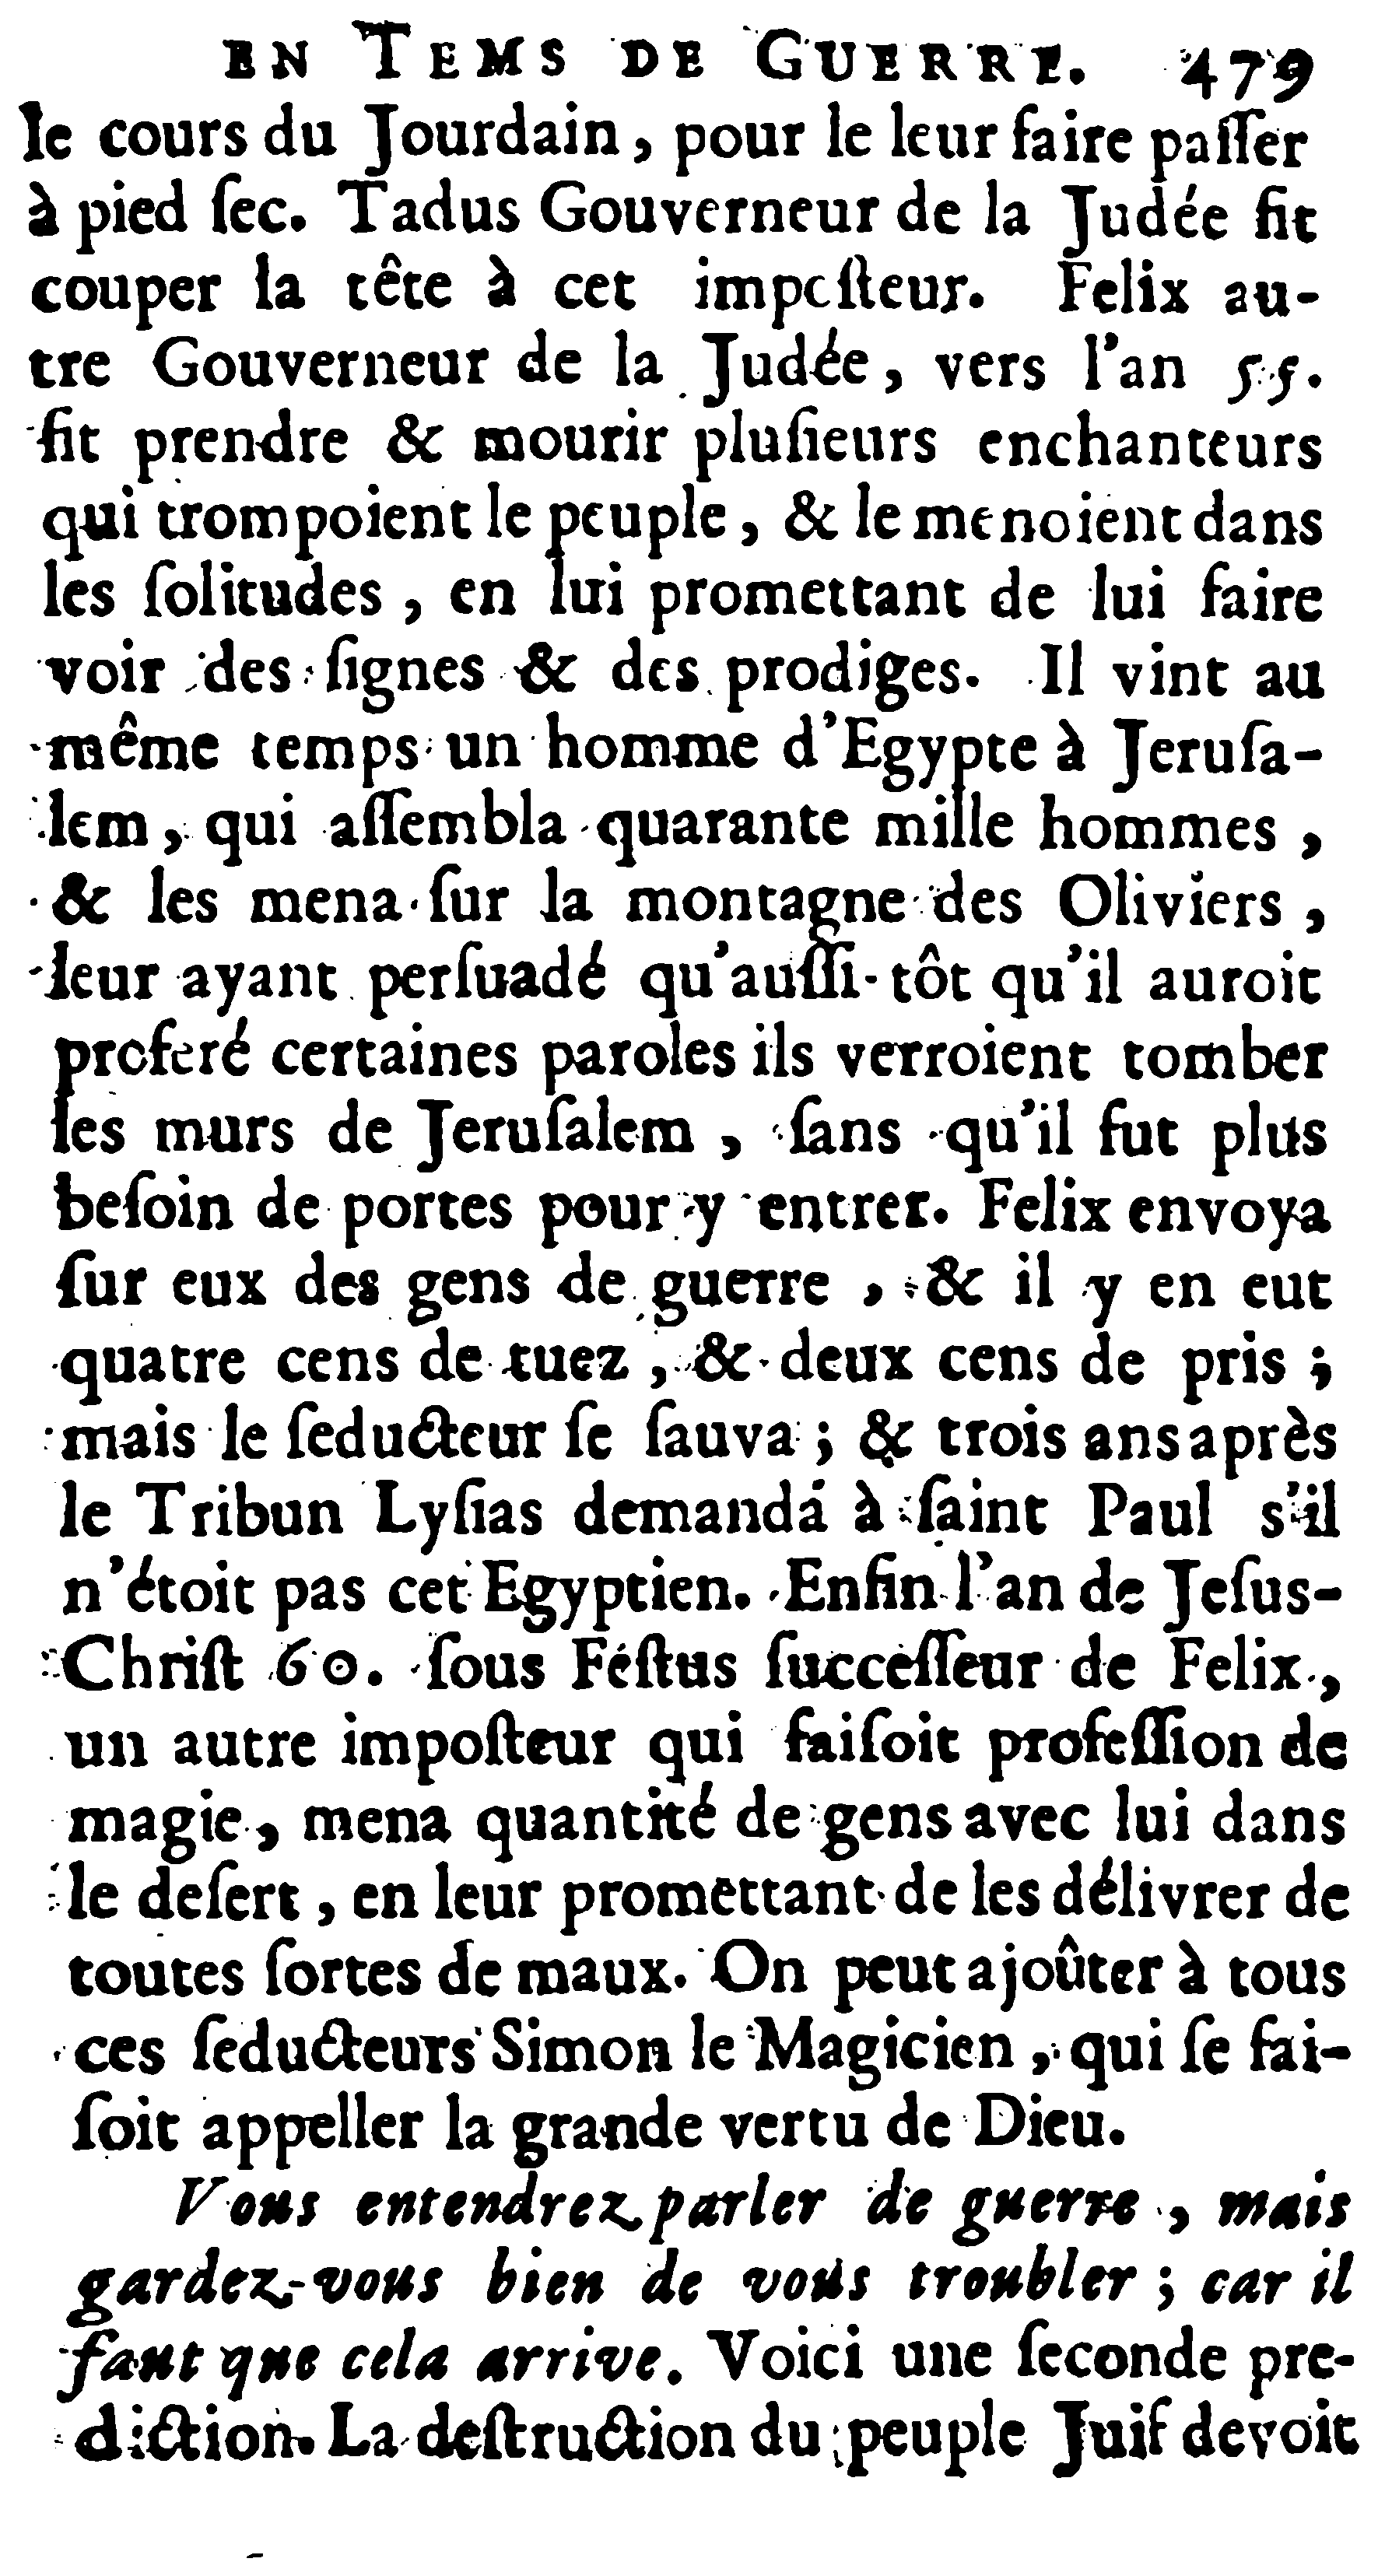 EN TEMS DE GUERRE. 479
le cours du Jourdain, pour le leur faire paſſer
à pied ſec. Tadus Gouverneur de la Judée fit
couper la tête à cet impoſteur. Felix au-
tre Gouverneur de la Judée, vers l'an 55.
fit prendre & mourir pluſieurs enchanteurs
qui trompoient le peuple, & le menoient dans
les ſolitudes, en lui promettant de lui faire
voir des ſignes & des prodiges. Il vint au
même temps un homme d'Egypte à Jeruſa-
lem, qui aſſembla quarante mille hommes,
& les mena ſur la montagne des Oliviers,
leur ayant perſuadé qu'auſſi-tôt qu'il auroit
proferé certaines paroles ils verroient tomber
les murs de Jeruſalem, ſans qu'il fut plus
beſoin de portes pour y entrer. Felix envoya
ſur eux des gens de guerre, & il y en eut
quatre cens de tuez, & deux cens de pris;
mais le ſeducteur ſe ſauva; & trois ans après
le Tribun Lyſias demanda à ſaint Paul s'il
n'étoit pas cet Egyptien. Enfin l'an de Jeſus-
Chriſt 60. ſous Feſtus ſucceſſeur de Felix,
un autre impoſteur qui faiſoit profeſſion de
magie, mena quantité de gens avec lui dans
le deſert, en leur promettant de les délivrer de
toutes ſortes de maux. On peut ajoûter à tous
ces ſeducteurs Simon le Magicien, qui ſe fai-
ſoit appeller la grande vertu de Dieu.
Vous entendrez parler de guerre, mais
gardez-vous bien de vous troubler; car il
faut que cela arrive. Voici une ſeconde pre-
diction. La deſtruction du peuple Juif devoit